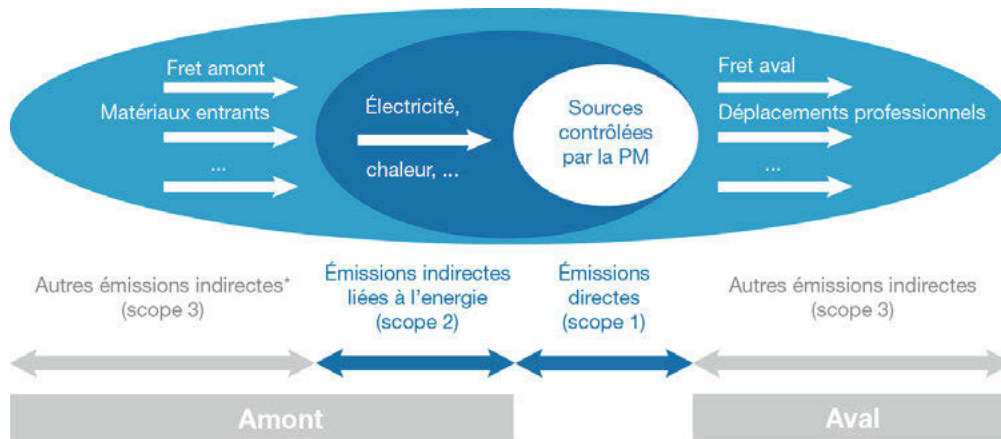 Fret amont
Matériaux entrants
...
Électricité,
chaleur, ...
Sources
contrôlées
par la PM
Fret aval
Déplacements professionnels
...
Autres émissions indirectes*
(scope 3)
Émissions indirectes
liées à l'energie
(scope 2)
Émissions
directes
(scope 1)
Autres émissions indirectes
(scope 3)
Amont
Aval